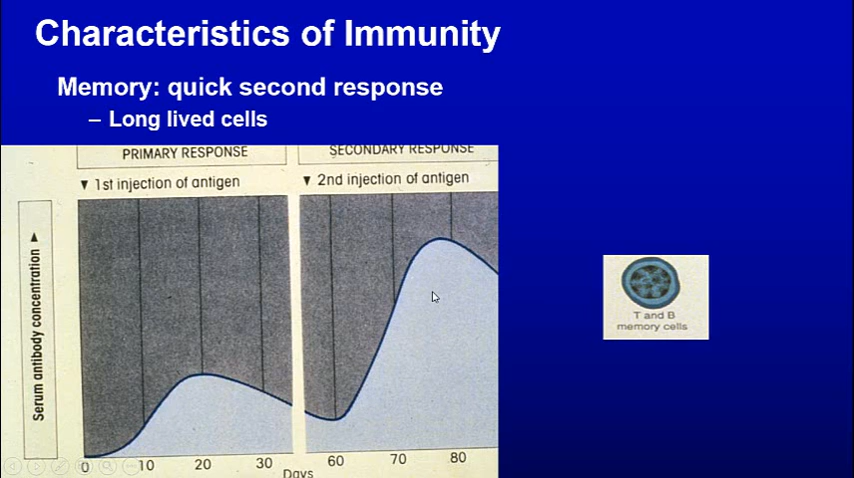 Characteristics of Immunity
Memory: quick second response
– Long lived cells
PRIMARY RESPONSE
SECONDARY RESPONSE
▼ 1st injection of antigen
▼ 2nd injection of antigen
Serum antibody concentration ▲
0 10 20 30 60 70 80
Days
T and B
memory cells